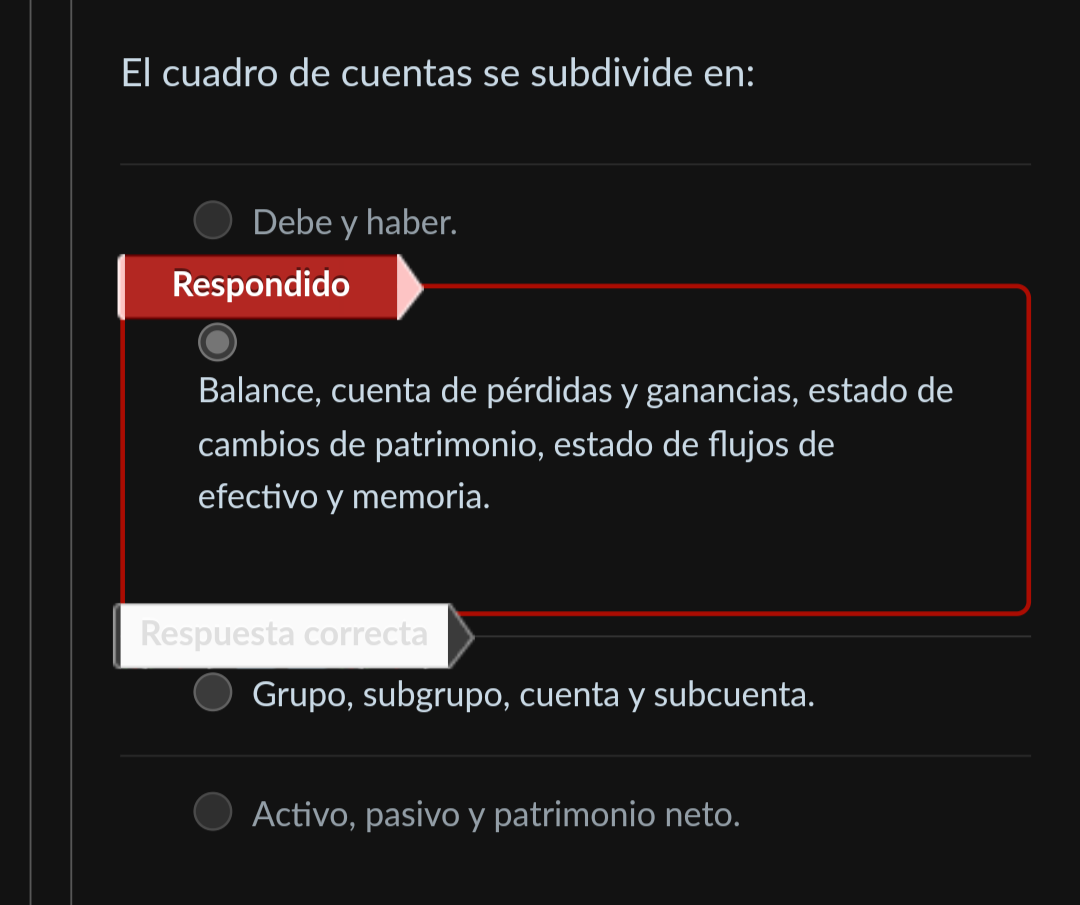 El cuadro de cuentas se subdivide en:
Debe y haber.
Respondido
Balance, cuenta de pérdidas y ganancias, estado de
cambios de patrimonio, estado de flujos de
efectivo y memoria.
Respuesta correcta
Grupo, subgrupo, cuenta y subcuenta.
Activo, pasivo y patrimonio neto.